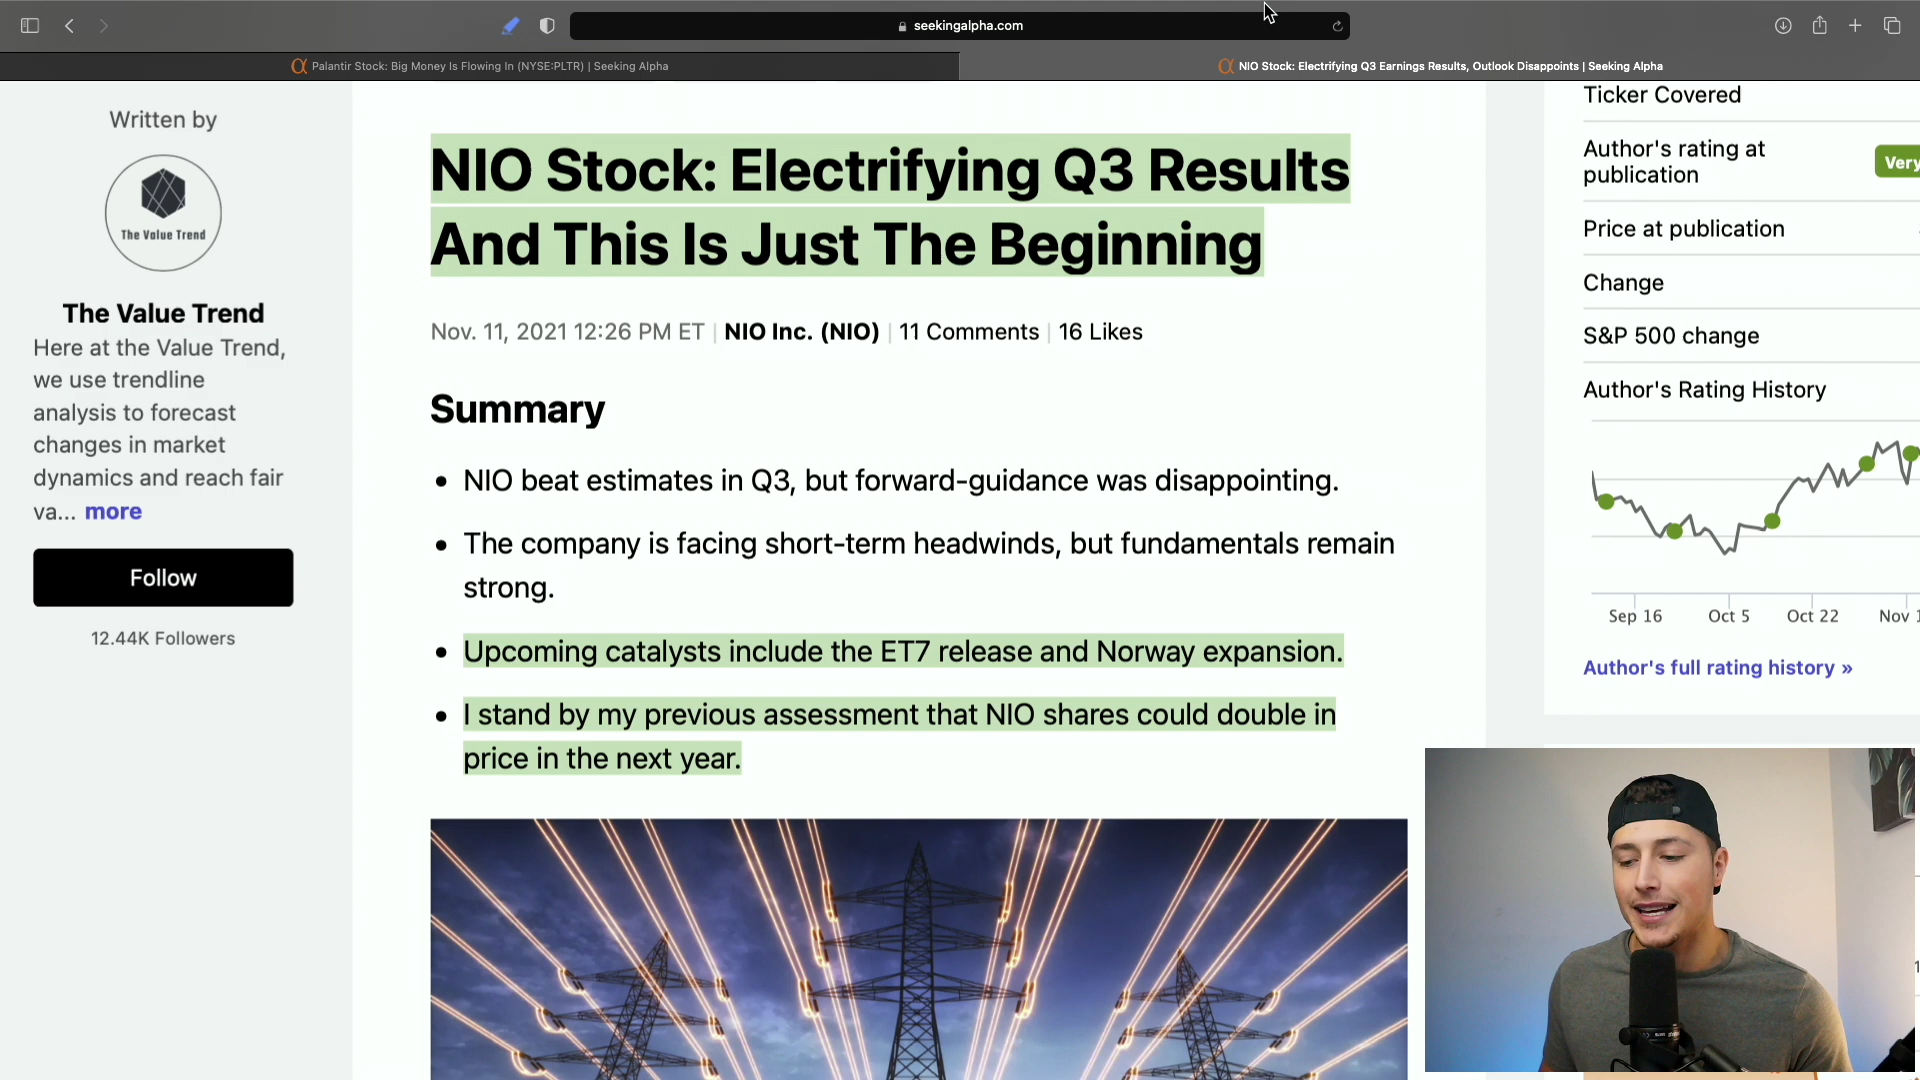 seekingalpha.com
Palantir Stock: Big Money Is Flowing In (NYSE:PLTR) | Seeking Alpha
NIO Stock: Electrifying Q3 Earnings Results, Outlook Disappoints | Seeking Alpha
Written by
The Value Trend
The Value Trend
Here at the Value Trend,
we use trendline
analysis to forecast
changes in market
dynamics and reach fair
va... more
Follow
12.44K Followers
NIO Stock: Electrifying Q3 Results
And This Is Just The Beginning
Nov. 11, 2021 12:26 PM ET | NIO Inc. (NIO) | 11 Comments | 16 Likes
Summary
• NIO beat estimates in Q3, but forward-guidance was disappointing.
• The company is facing short-term headwinds, but fundamentals remain
strong.
• Upcoming catalysts include the ET7 release and Norway expansion.
• I stand by my previous assessment that NIO shares could double in
price in the next year.
Ticker Covered
Author's rating at
publication
Very
Price at publication
Change
S&P 500 change
Author's Rating History
Sep 16 Oct 5 Oct 22 Nov 1
Author's full rating history »